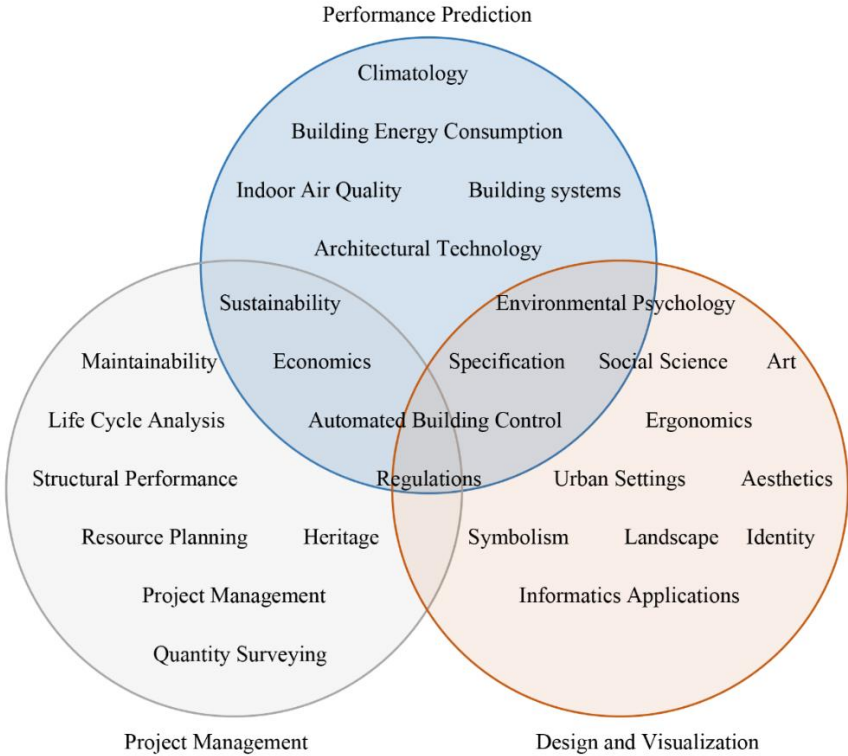 Performance Prediction
Climatology
Building Energy Consumption
Indoor Air Quality
Building systems
Architectural Technology
Sustainability
Environmental Psychology
Maintainability
Economics
Specification
Social Science
Art
Life Cycle Analysis
Automated Building Control
Ergonomics
Structural Performance
Regulations
Urban Settings
Aesthetics
Resource Planning
Heritage
Symbolism
Landscape
Identity
Project Management
Informatics Applications
Quantity Surveying
Project Management
Design and Visualization